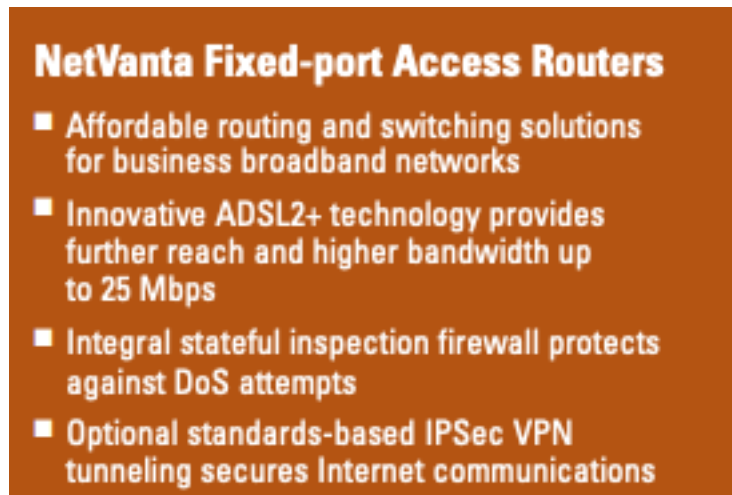 NetVanta Fixed-port Access Routers
■ Affordable routing and switching solutions
for business broadband networks
■ Innovative ADSL2+ technology provides
further reach and higher bandwidth up
to 25 Mbps
■ Integral stateful inspection firewall protects
against DoS attempts
■ Optional standards-based IPSec VPN
tunneling secures Internet communications